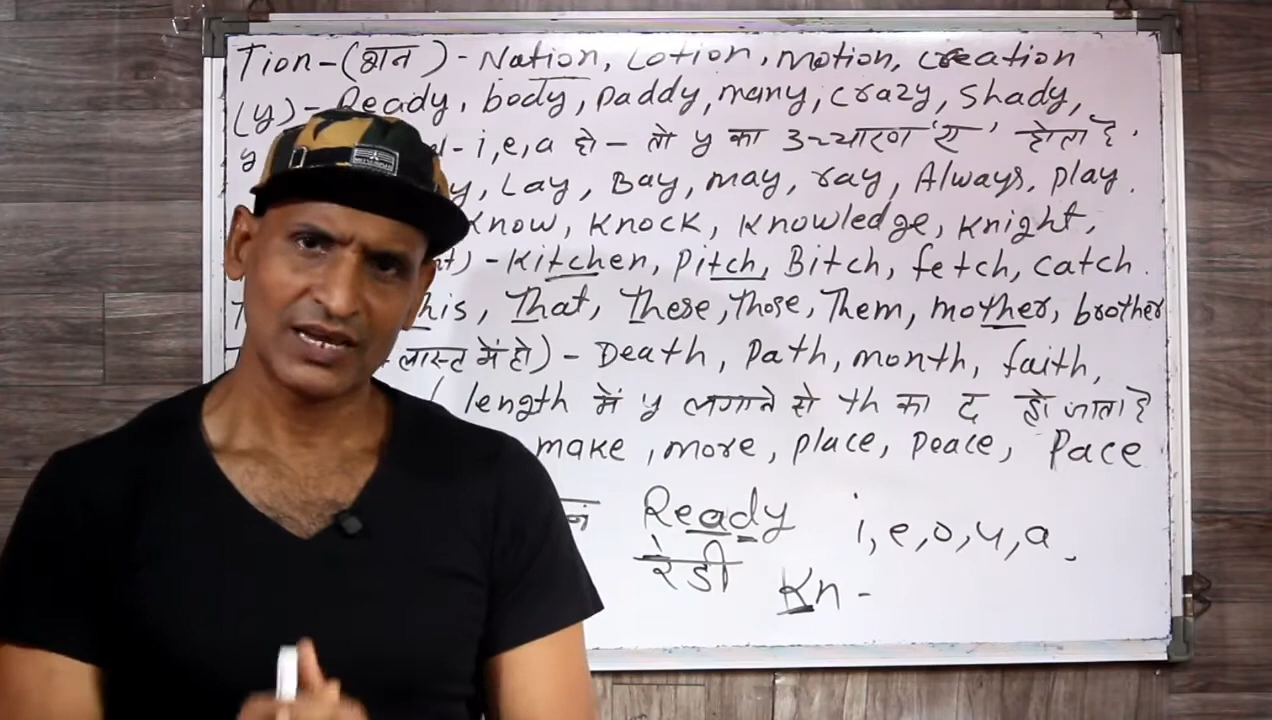 Tion - (शन) - Nation, Lotion, motion, creation
(y) - Ready, body, Daddy, many, crazy, Shady,
y - i, e, a हो - तो y का उच्चारण 'ए' होता है.
Lay, Bay, may, ray, Always, play.
Know, Knock, Knowledge, Knight,
- Kitchen, Pitch, Bitch, fetch, catch.
This, That, These, those, Them, mother, brother
लास्ट में हो) - Death, Path, month, faith,
length में y लगाने से th का द हो जाता है
make, more, place, peace, Pace
Ready i, e, o, u, a,
रेडी Kn -